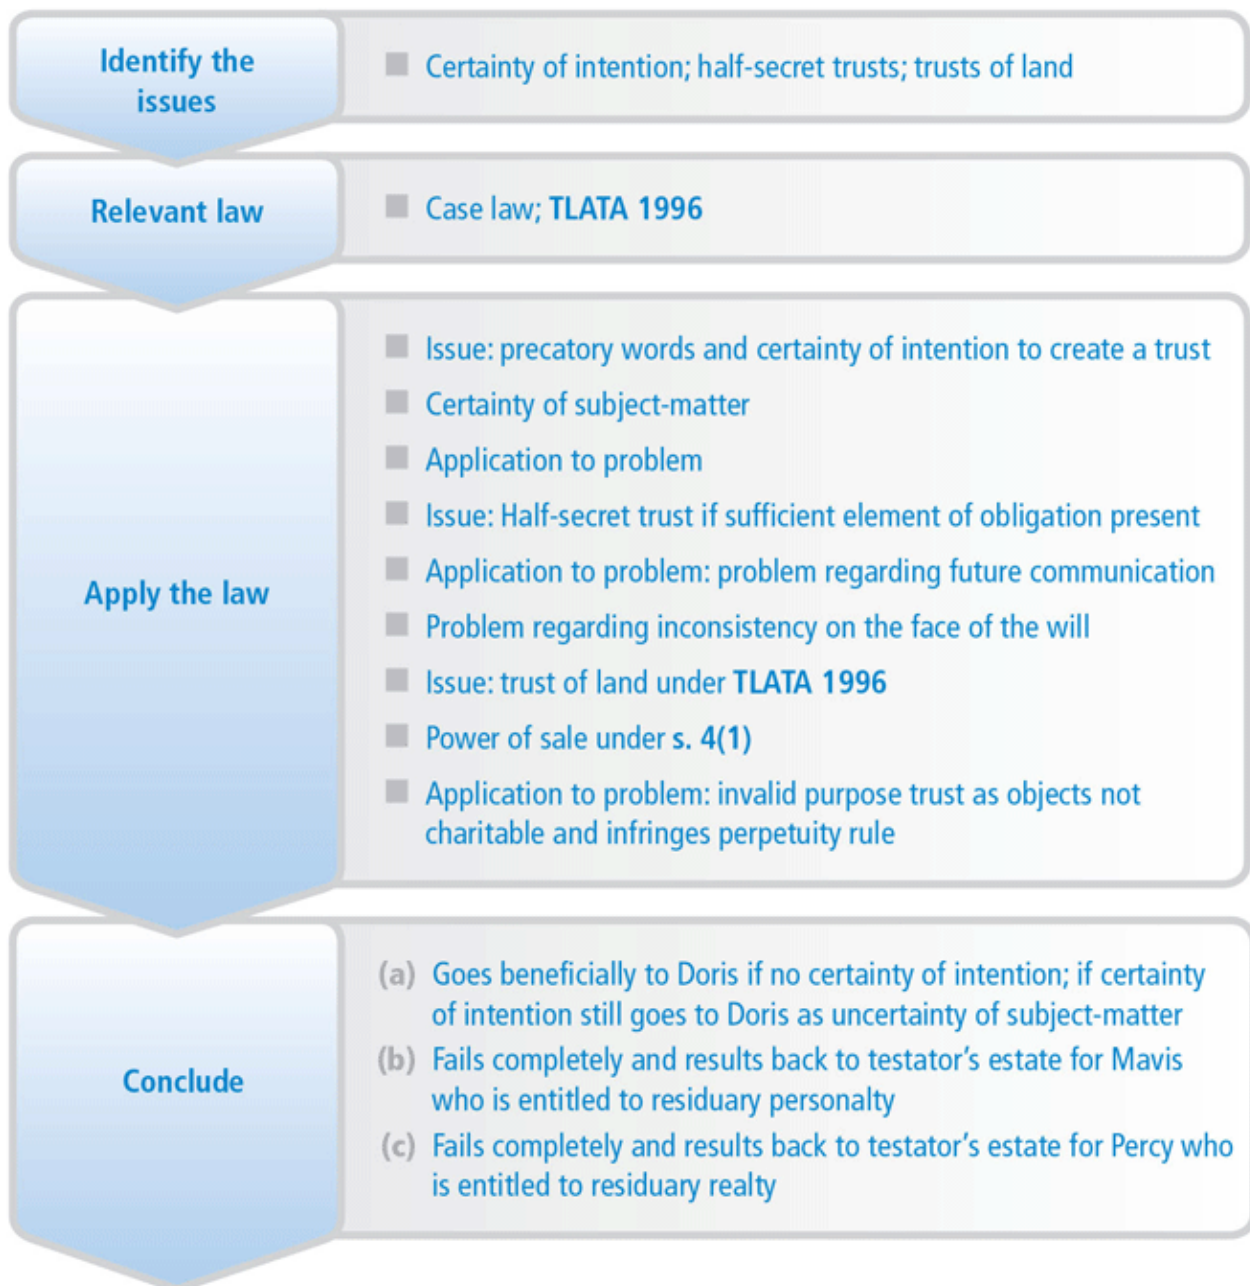 Identify the
issues
Certainty of intention; half-secret trusts; trusts of land
Relevant law
Case law; TLATA 1996
Apply the law
Issue: precatory words and certainty of intention to create a trust
Certainty of subject-matter
Application to problem
Issue: Half-secret trust if sufficient element of obligation present
Application to problem: problem regarding future communication
Problem regarding inconsistency on the face of the will
Issue: trust of land under TLATA 1996
Power of sale under s. 4(1)
Application to problem: invalid purpose trust as objects not
charitable and infringes perpetuity rule
Conclude
(a) Goes beneficially to Doris if no certainty of intention; if certainty
of intention still goes to Doris as uncertainty of subject-matter
(b) Fails completely and results back to testator's estate for Mavis
who is entitled to residuary personalty
(c) Fails completely and results back to testator's estate for Percy who
is entitled to residuary realty